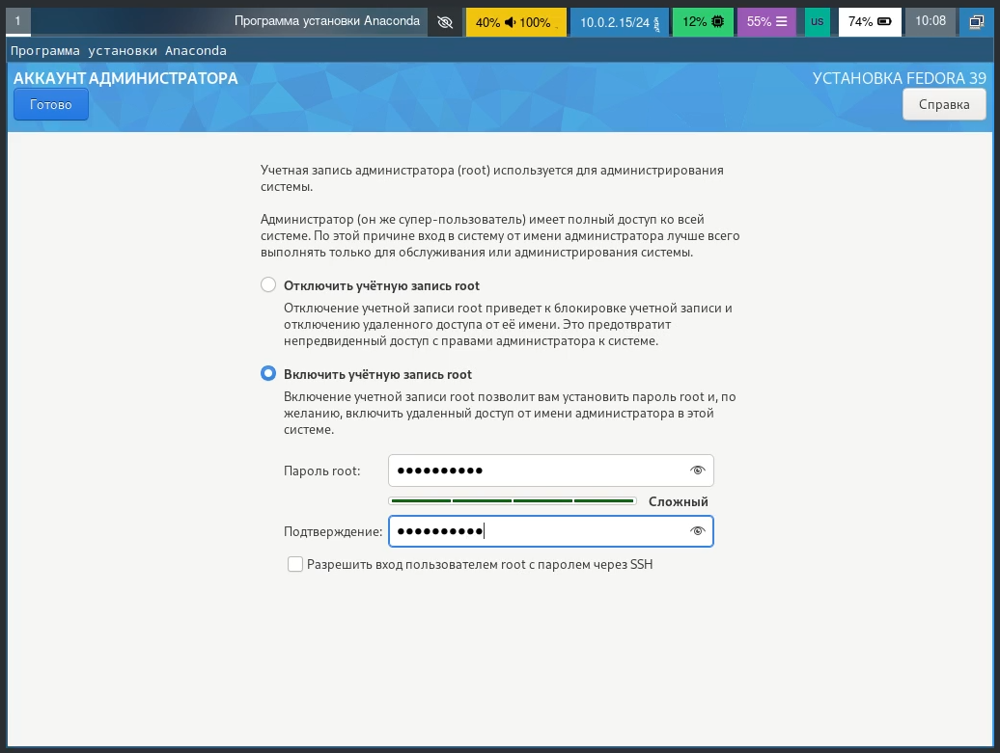 1
Программа установки Anaconda
40% 100%
10.0.2.15/24
12%
55%
us
74%
10:08
Программа установки Anaconda
АККАУНТ АДМИНИСТРАТОРА
УСТАНОВКА FEDORA 39
Готово
Справка
Учетная запись администратора (root) используется для администрирования
системы.
Администратор (он же супер-пользователь) имеет полный доступ ко всей
системе. По этой причине вход в систему от имени администратора лучше всего
выполнять только для обслуживания или администрирования системы.
Отключить учётную запись root
Отключение учетной записи root приведет к блокировке учетной записи и
отключению удаленного доступа от её имени. Это предотвратит
непредвиденный доступ с правами администратора к системе.
Включить учётную запись root
Включение учетной записи root позволит вам установить пароль root и, по
желанию, включить удаленный доступ от имени администратора в этой
системе.
Пароль root: ●●●●●●●●●●
Сложный
Подтверждение: ●●●●●●●●●●
Разрешить вход пользователем root с паролем через SSH